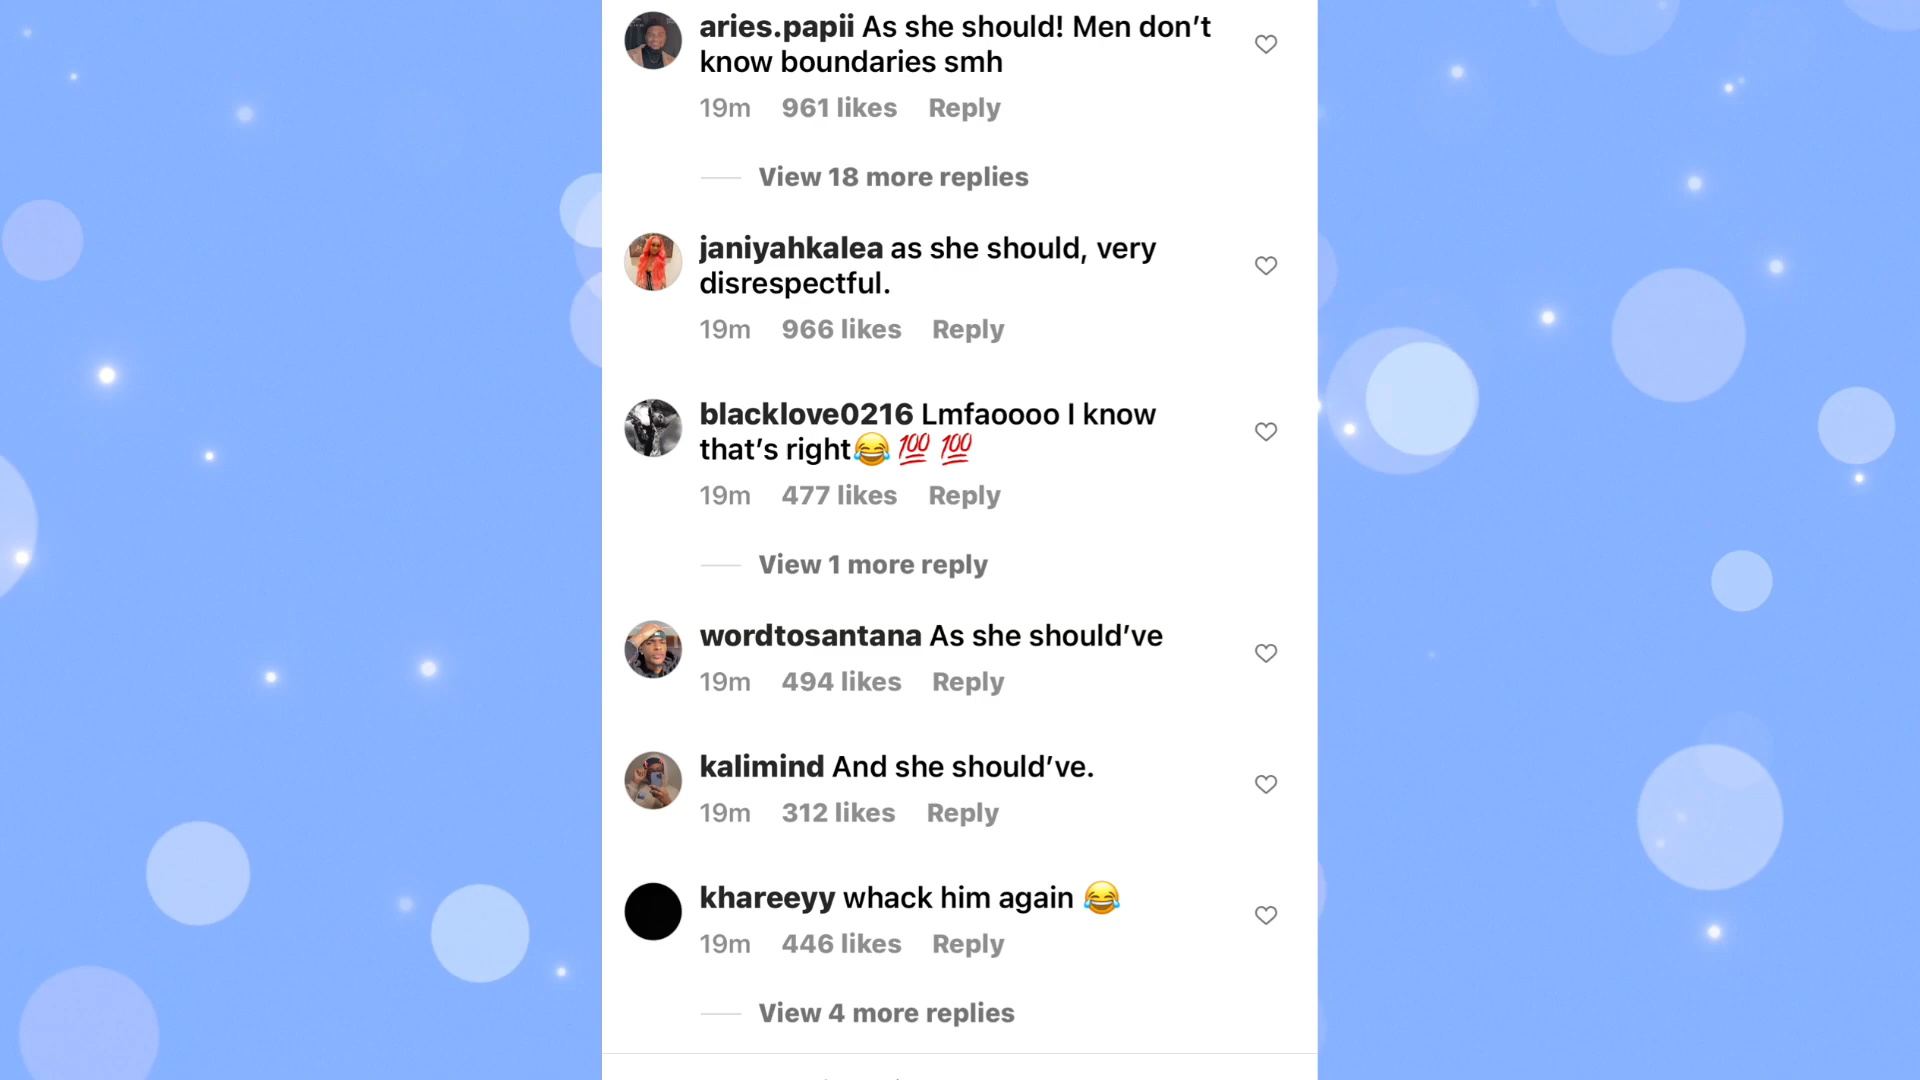 aries.papii As she should! Men don’t
know boundaries smh
19m 961 likes Reply
View 18 more replies
janiyahkalea as she should, very
disrespectful.
19m 966 likes Reply
blacklove0216 Lmfaoooo I know
that’s right😂💯💯
19m 477 likes Reply
View 1 more reply
wordtosantana As she should’ve
19m 494 likes Reply
kalimind And she should’ve.
19m 312 likes Reply
khareeyy whack him again 😂
19m 446 likes Reply
View 4 more replies